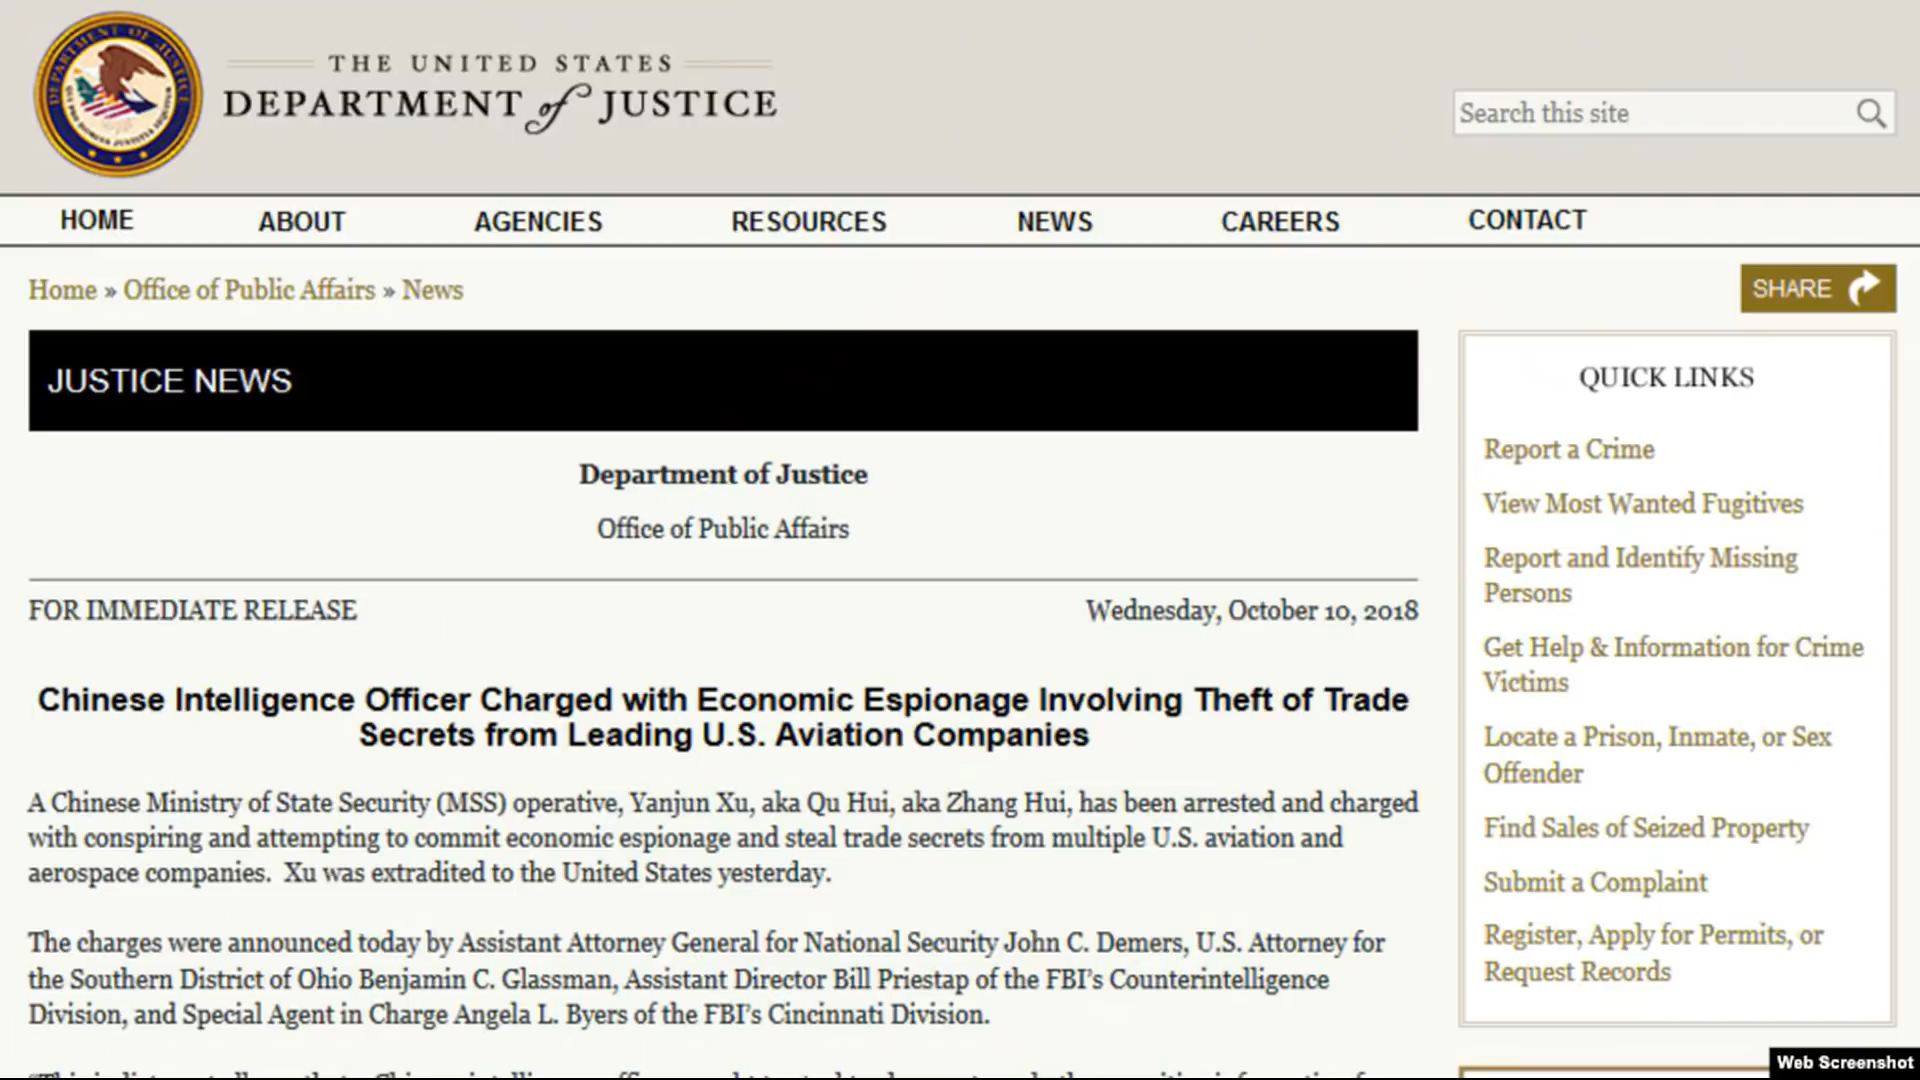 DEPARTMENT OF JUSTICE
THE UNITED STATES
DEPARTMENT of JUSTICE
Search this site
HOME ABOUT AGENCIES RESOURCES NEWS CAREERS CONTACT
Home » Office of Public Affairs » News
SHARE
JUSTICE NEWS
Department of Justice
Office of Public Affairs
FOR IMMEDIATE RELEASE Wednesday, October 10, 2018
Chinese Intelligence Officer Charged with Economic Espionage Involving Theft of Trade
Secrets from Leading U.S. Aviation Companies
A Chinese Ministry of State Security (MSS) operative, Yanjun Xu, aka Qu Hui, aka Zhang Hui, has been arrested and charged
with conspiring and attempting to commit economic espionage and steal trade secrets from multiple U.S. aviation and
aerospace companies.  Xu was extradited to the United States yesterday.
The charges were announced today by Assistant Attorney General for National Security John C. Demers, U.S. Attorney for
the Southern District of Ohio Benjamin C. Glassman, Assistant Director Bill Priestap of the FBI’s Counterintelligence
Division, and Special Agent in Charge Angela L. Byers of the FBI’s Cincinnati Division.
QUICK LINKS
Report a Crime
View Most Wanted Fugitives
Report and Identify Missing
Persons
Get Help & Information for Crime
Victims
Locate a Prison, Inmate, or Sex
Offender
Find Sales of Seized Property
Submit a Complaint
Register, Apply for Permits, or
Request Records
Web Screenshot